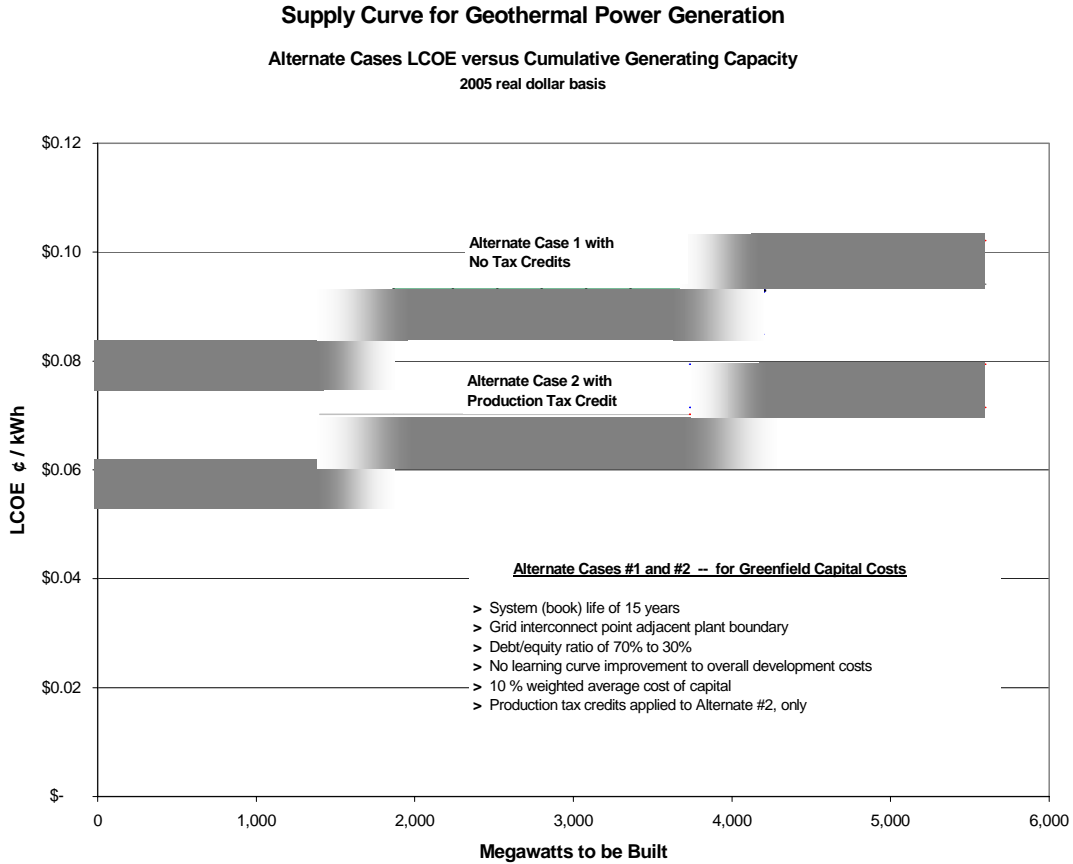 Supply Curve for Geothermal Power Generation
Alternate Cases LCOE versus Cumulative Generating Capacity
2005 real dollar basis
$0.12
$0.10
$0.08
$0.06
$0.04
$0.02
$-
LCOE ¢ / kWh
Alternate Case 1 with
No Tax Credits
Alternate Case 2 with
Production Tax Credit
Alternate Cases #1 and #2 -- for Greenfield Capital Costs
> System (book) life of 15 years
> Grid interconnect point adjacent plant boundary
> Debt/equity ratio of 70% to 30%
> No learning curve improvement to overall development costs
> 10 % weighted average cost of capital
> Production tax credits applied to Alternate #2, only
0 1,000 2,000 3,000 4,000 5,000 6,000
Megawatts to be Built